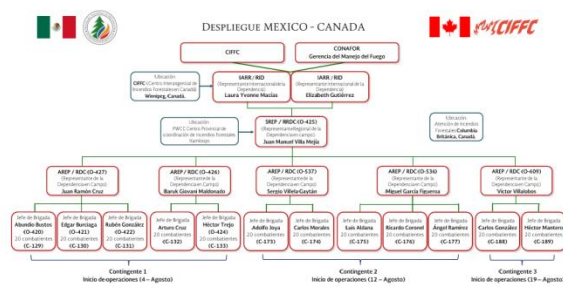 DESPLIEGUE MEXICO - CANADA
CIFFC
CIFFC
CONAFOR
Gerencia del Manejo del Fuego
Ubicación
CIFFC (Centro Interagencial de
Incendios Forestales en Canadá)
Winnipeg, Canadá.
IARR / RID
(Representante Internacional de la
Dependencia)
Laura Yvonne Macías
IARR / RID
(Representante Internacional de la
Dependencia)
Elizabeth Gutiérrez
Ubicación
PWCC Centro Provincial de
coordinación de Incendios Forestales
Kamloops
SREP / RRDC (O-425)
(Representante Regional de la
Dependencia en Campo)
Juan Manuel Villa Mejía
Ubicación
Atención de Incendios
Forestales Columbia
Británica, Canadá.
AREP / RDC (O-427)
(Representante de la
Dependencia en Campo)
Juan Ramón Cruz
AREP / RDC (O-426)
(Representante de la
Dependencia en Campo)
Baruk Giovani Maldonado
AREP / RDC (O-537)
(Representante de la
Dependencia en Campo)
Sergio Villela Gaytán
AREP / RDC (O-536)
(Representante de la
Dependencia en Campo)
Miguel García Figueroa
AREP / RDC (O-609)
(Representante de la
Dependencia en Campo)
Víctor Villalobos
Jefe de Brigada
Abundio Bustos
(O-420)
20 combatientes
(C-129)
Jefe de Brigada
Edgar Burciaga
(O-421)
20 combatientes
(C-130)
Jefe de Brigada
Rubén González
(O-422)
20 combatientes
(C-131)
Jefe de Brigada
Arturo Cruz
20 combatientes
(C-132)
Jefe de Brigada
Héctor Trejo
(O-424)
20 combatientes
(C-133)
Jefe de Brigada
Adolfo Joya
20 combatientes
(C-173)
Jefe de Brigada
Carlos Morales
20 combatientes
(C-174)
Jefe de Brigada
Luis Aldana
20 combatientes
(C-175)
Jefe de Brigada
Ricardo Coronel
20 combatientes
(C-176)
Jefe de Brigada
Ángel Ramírez
20 combatientes
(C-177)
Jefe de Brigada
Carlos González
20 combatientes
(C-188)
Jefe de Brigada
Héctor Montero
20 combatientes
(C-189)
Contingente 1
Inicio de operaciones (4 – Agosto)
Contingente 2
Inicio de operaciones (12 – Agosto)
Contingente 3
Inicio de operaciones (19 – Agosto)